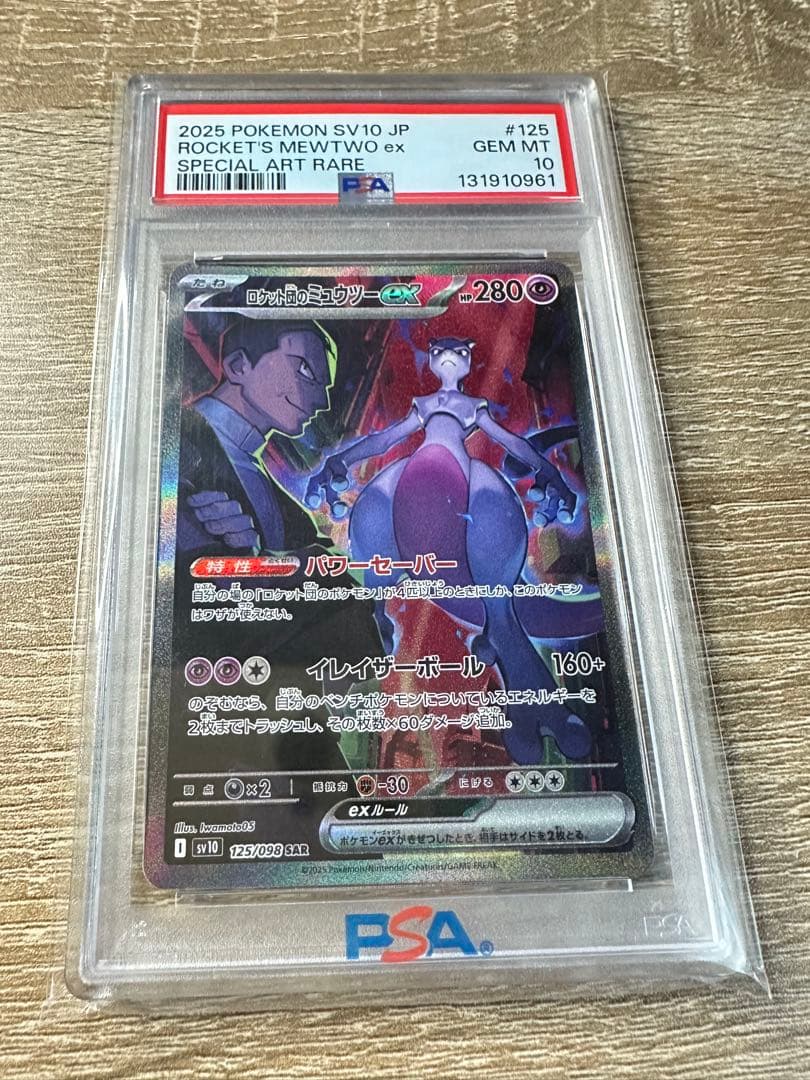 2025 POKEMON SV10 JP #125
ROCKET'S MEWTWO ex GEM MT
SPECIAL ART RARE 10
PSA 131910961
たね
ロケット団のミュウツーex HP280
特性 パワーセーバー
自分の場の「ロケット団のポケモン」が4匹以上のときにしか、このポケモン
はワザが使えない。
イレイザーボール 160+
のぞむなら、自分のベンチポケモンについているエネルギーを
2枚までトラッシュし、その枚数×60ダメージ追加。
弱点 ×2 抵抗力 -30 にげる
exルール
ポケモンexがきぜつしたとき、相手はサイドを2枚とる。
Illus. Iwamoto05
I SV10 125/098 SAR
©2025 Pokémon/Nintendo/Creatures/GAME FREAK.
PSA®
PSA